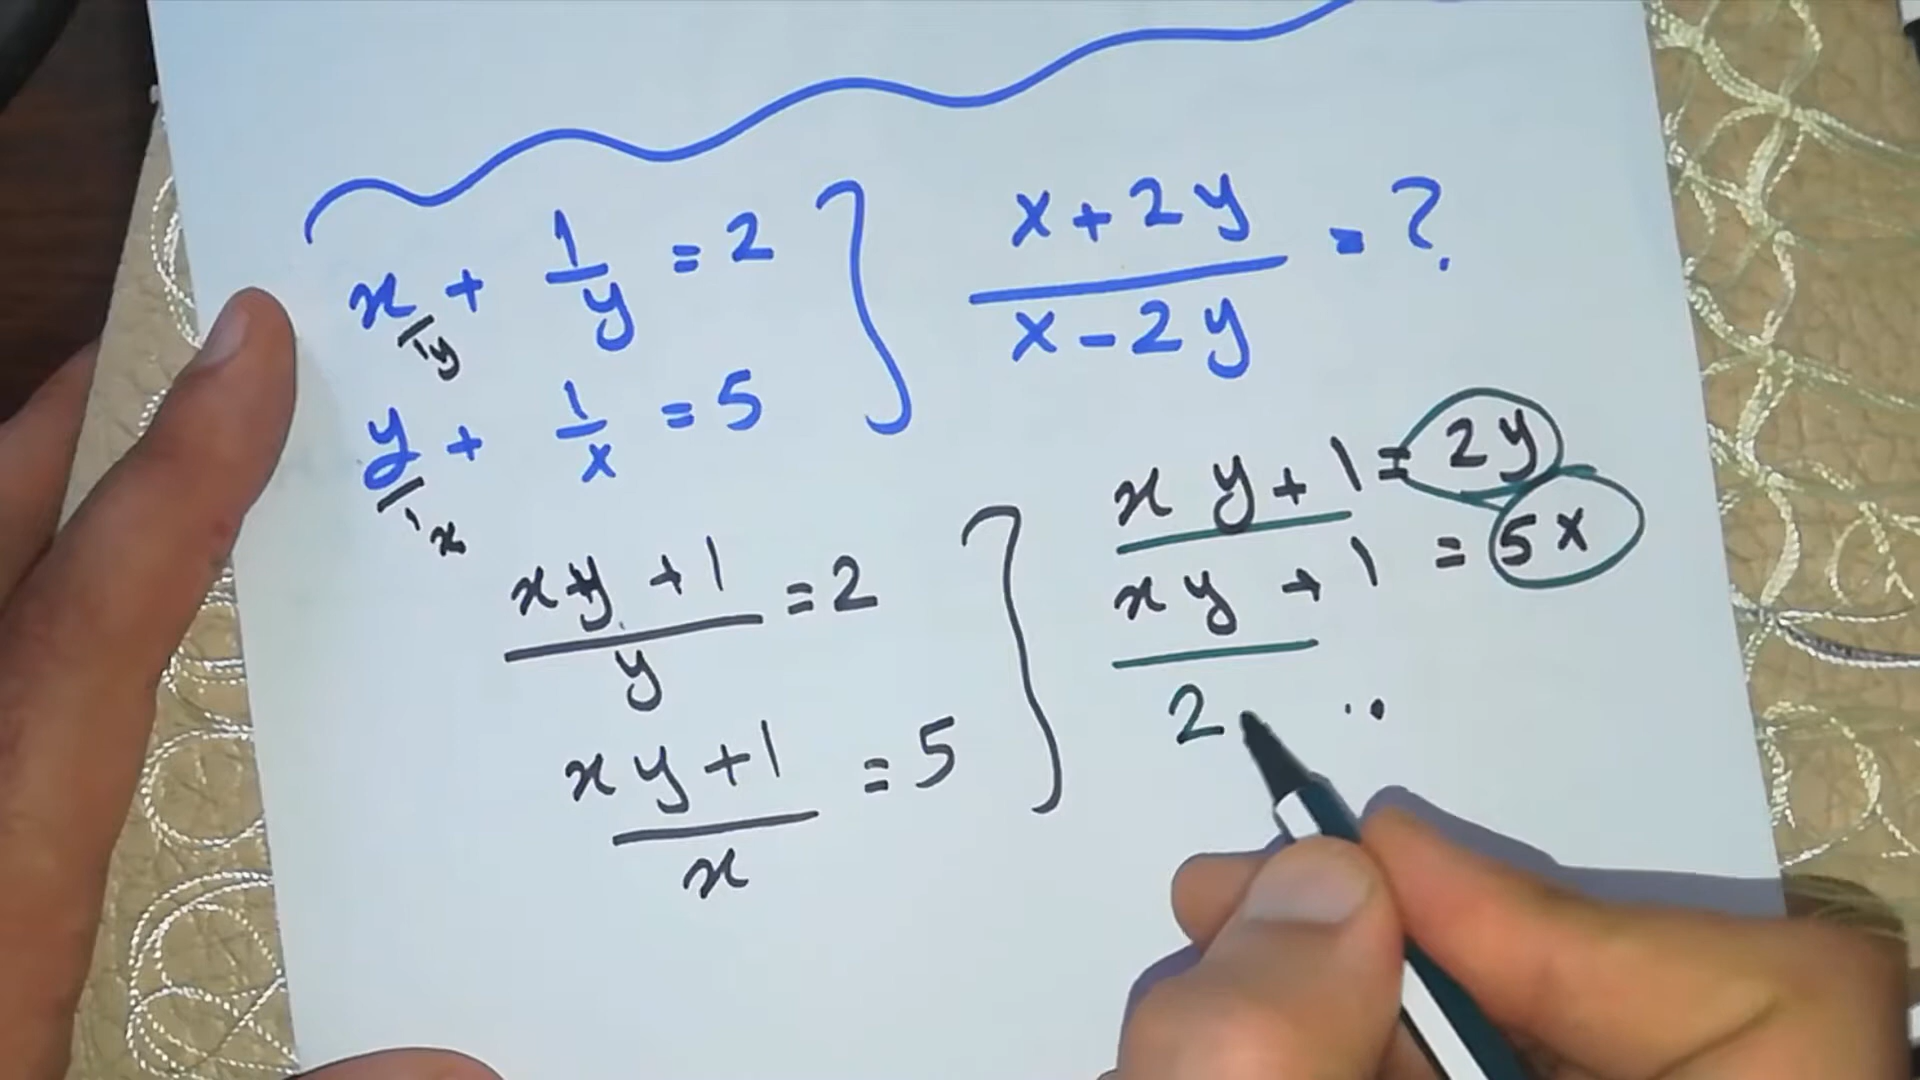 x + 1/y = 2
-y
y + 1/x = 5
-x
x+2y / x-2y = ?
xy+1 / y = 2
xy+1 / x = 5
xy+1 = 2y
xy+1 = 5x
2